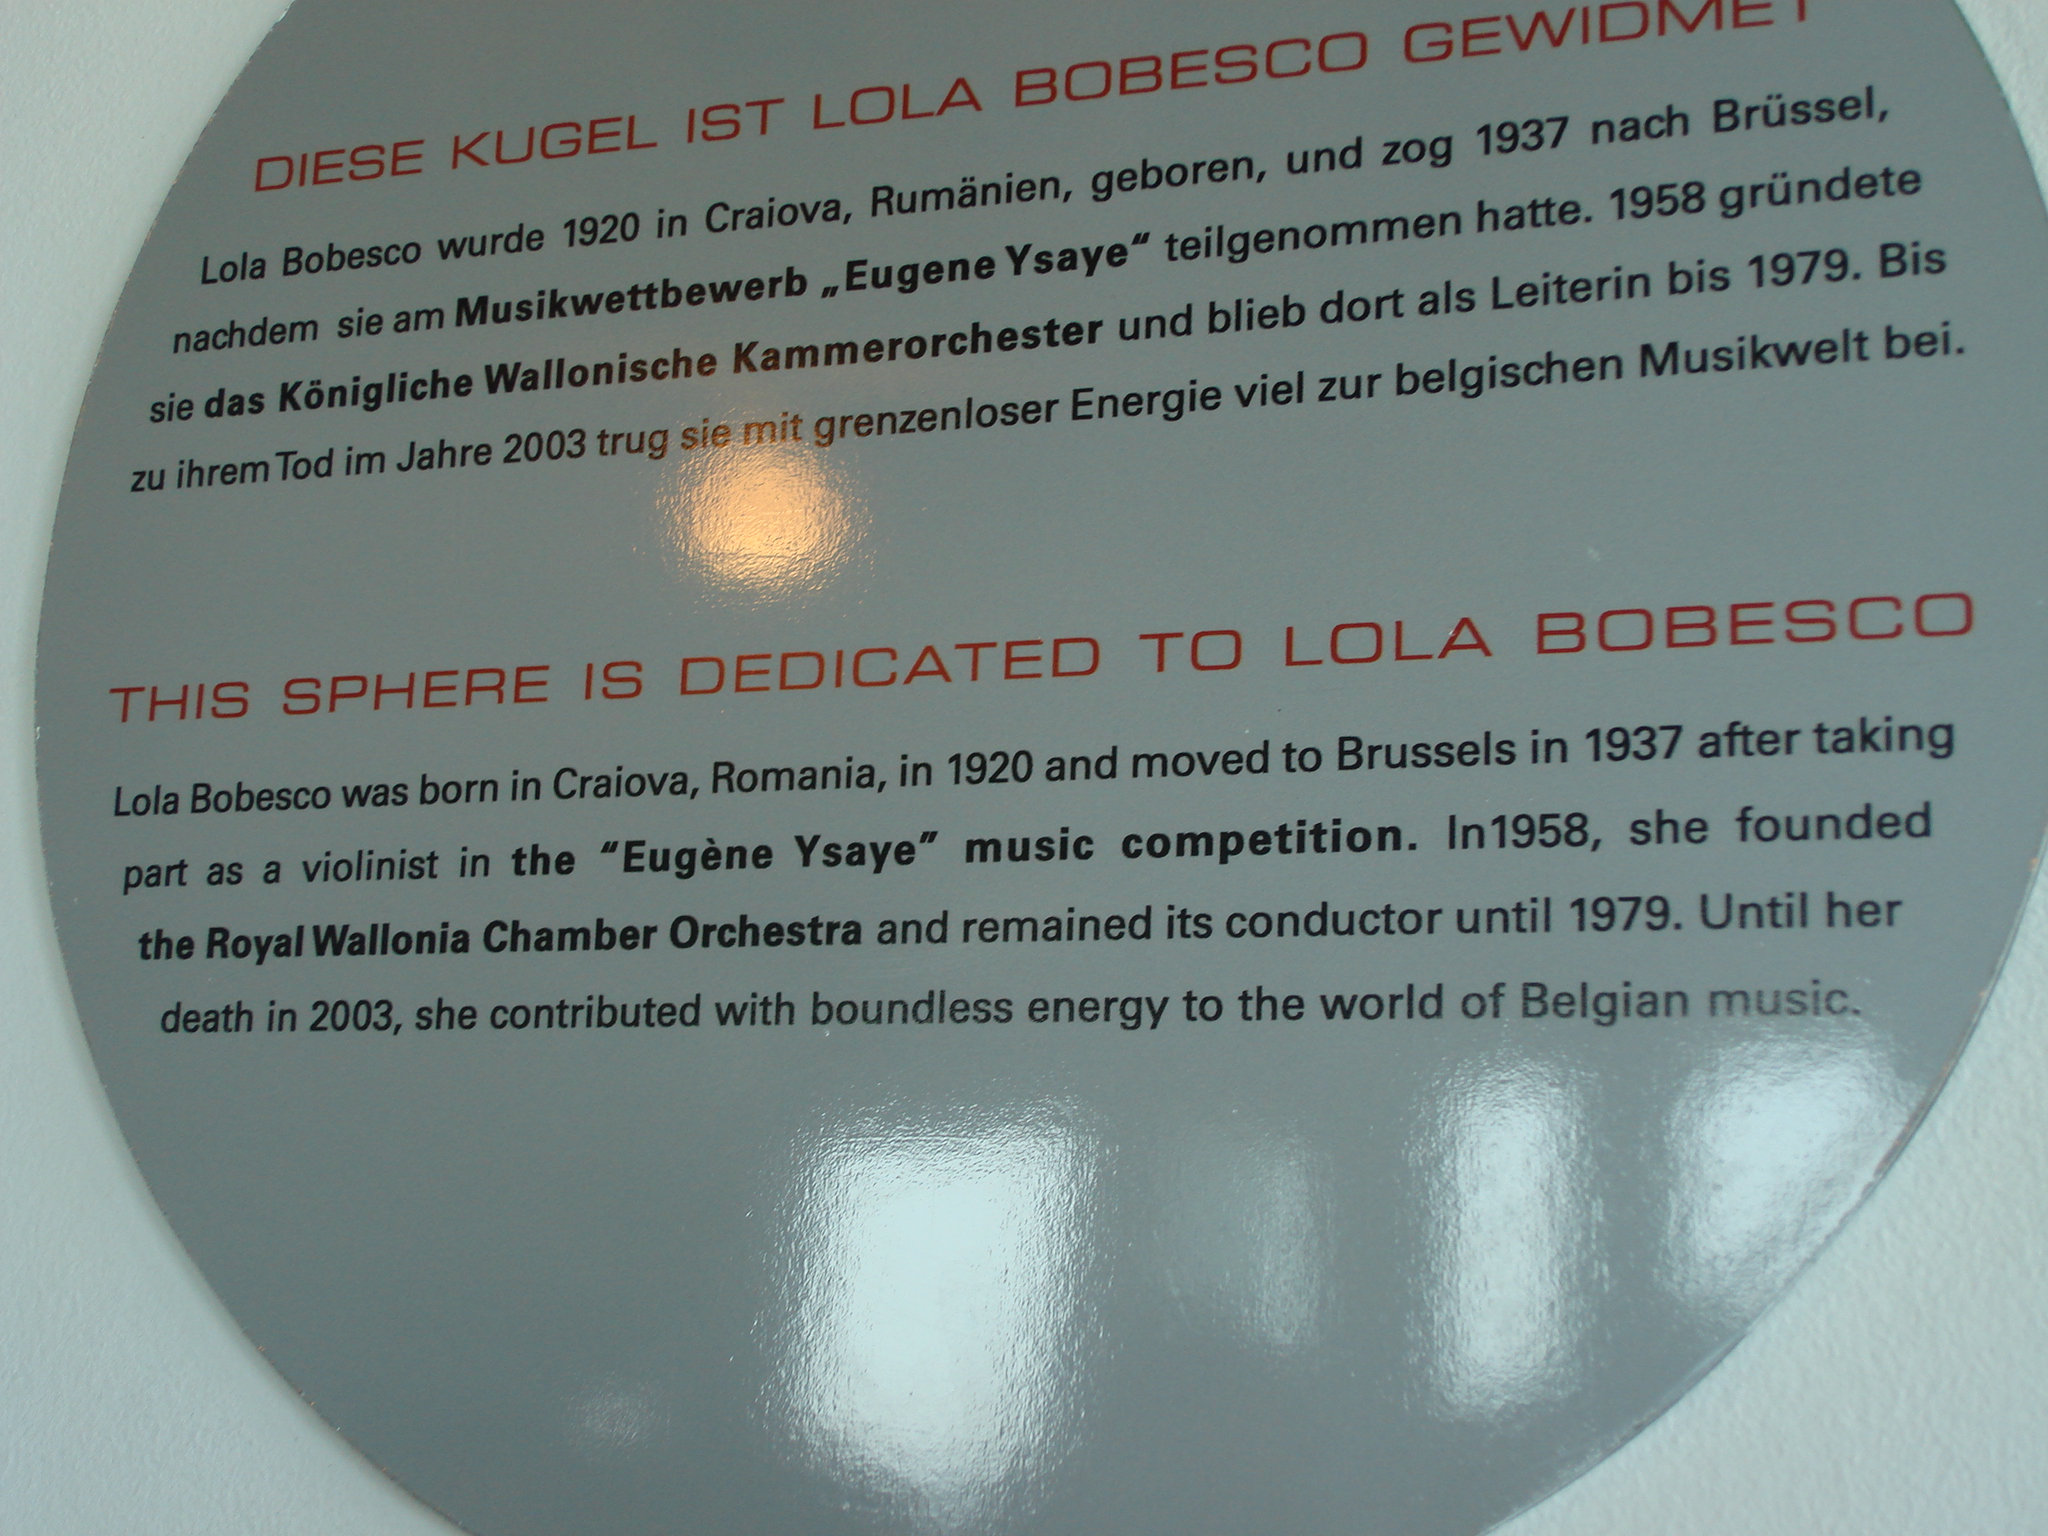 DIESE KUGEL IST LOLA BOBESCO GEWIDMET
Lola Bobesco wurde 1920 in Craiova, Rumänien, geboren, und zog 1937 nach Brüssel,
nachdem sie am Musikwettbewerb „Eugene Ysaye“ teilgenommen hatte. 1958 gründete
sie das Königliche Wallonische Kammerorchester und blieb dort als Leiterin bis 1979. Bis
zu ihrem Tod im Jahre 2003 trug sie mit grenzenloser Energie viel zur belgischen Musikwelt bei.
THIS SPHERE IS DEDICATED TO LOLA BOBESCO
Lola Bobesco was born in Craiova, Romania, in 1920 and moved to Brussels in 1937 after taking
part as a violinist in the “Eugène Ysaye” music competition. In1958, she founded
the Royal Wallonia Chamber Orchestra and remained its conductor until 1979. Until her
death in 2003, she contributed with boundless energy to the world of Belgian music.